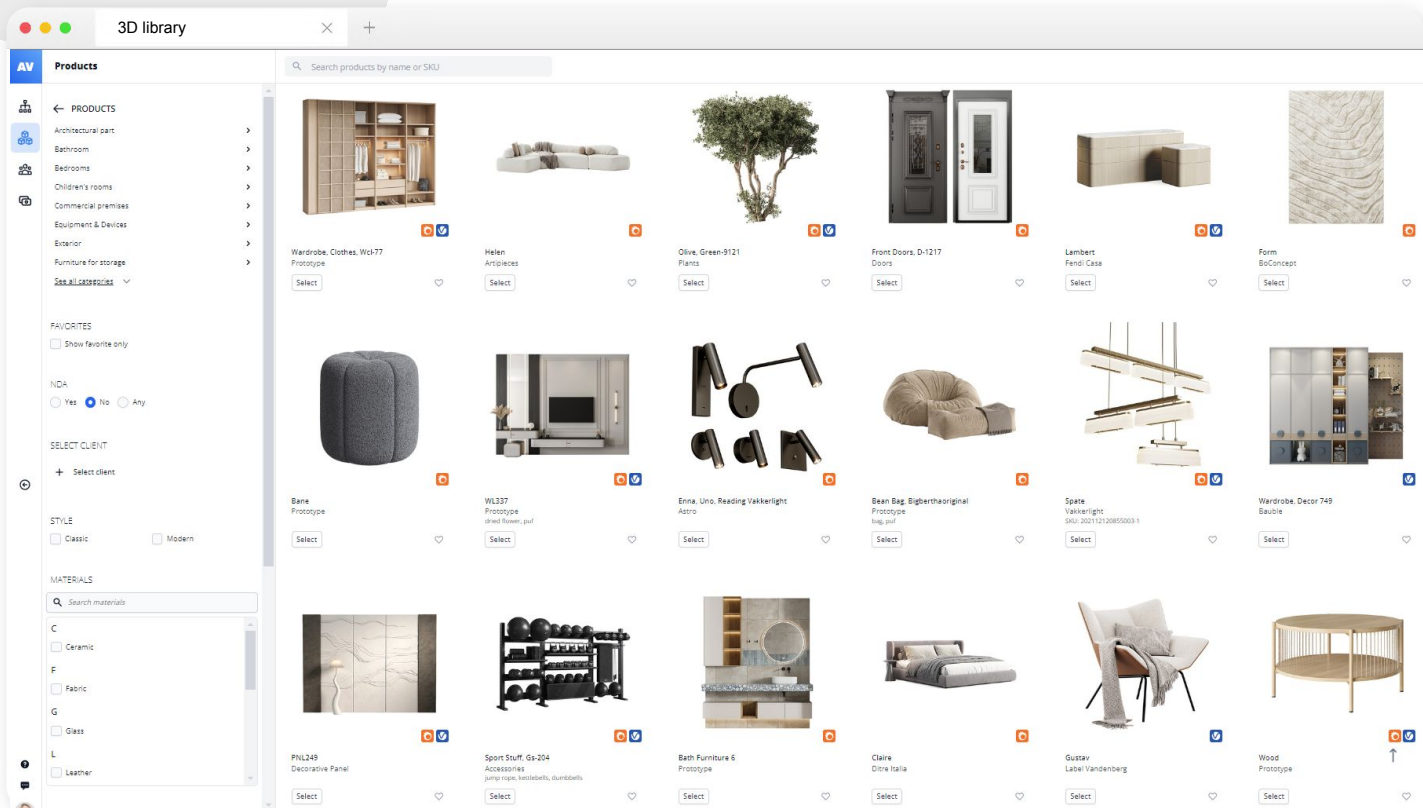 3D library
AV
Products
Search products by name or SKU
PRODUCTS
Architectural part
Bathroom
Bedrooms
Children's rooms
Commercial premises
Equipment & Devices
Exterior
Furniture for storage
See all categories
FAVORITES
Show favorite only
NDA
Yes No Any
SELECT CLIENT
+ Select client
STYLE
Classic Modern
MATERIALS
Search materials
C
Ceramic
F
Fabric
G
Glass
L
Leather
Wardrobe, Clothes, Wcl-77
Prototype
Select
Helen
Artipieces
Select
Olive, Green-9121
Plants
Select
Front Doors, D-1217
Doors
Select
Lambert
Fendi Casa
Select
Form
BoConcept
Select
Bane
Prototype
Select
WL337
Prototype
dried flower, puf
Select
Enna, Uno, Reading Vakkerlight
Astro
Select
Bean Bag, Bigberthaoriginal
Prototype
bag, puf
Select
Spate
Vakkerlight
SKU: 202112120855003-1
Select
Wardrobe, Decor 749
Bauble
Select
PNL249
Decorative Panel
Select
Sport Stuff, Gs-204
Accessories
jump rope, kettlebells, dumbbells
Select
Bath Furniture 6
Prototype
Select
Claire
Ditre Italia
Select
Gustav
Label Vandenberg
Select
Wood
Prototype
Select